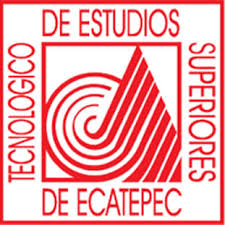 TECNOLOGICO
DE ESTUDIOS
SUPERIORES
DE ECATEPEC